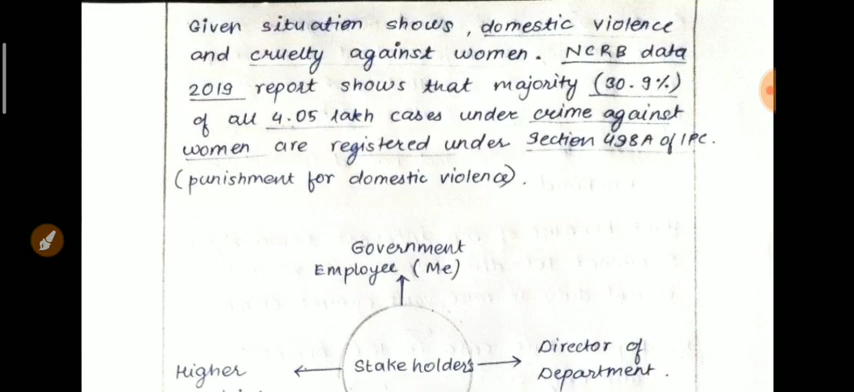 Given situation shows, domestic violence
and cruelty against women. NCRB data
2019 report shows that majority (30.9%)
of all 4.05 lakh cases under crime against
women are registered under Section 498A of IPC.
(punishment for domestic violence).
Government
Employee (Me)
Stakeholders
Director of
Department.
Higher